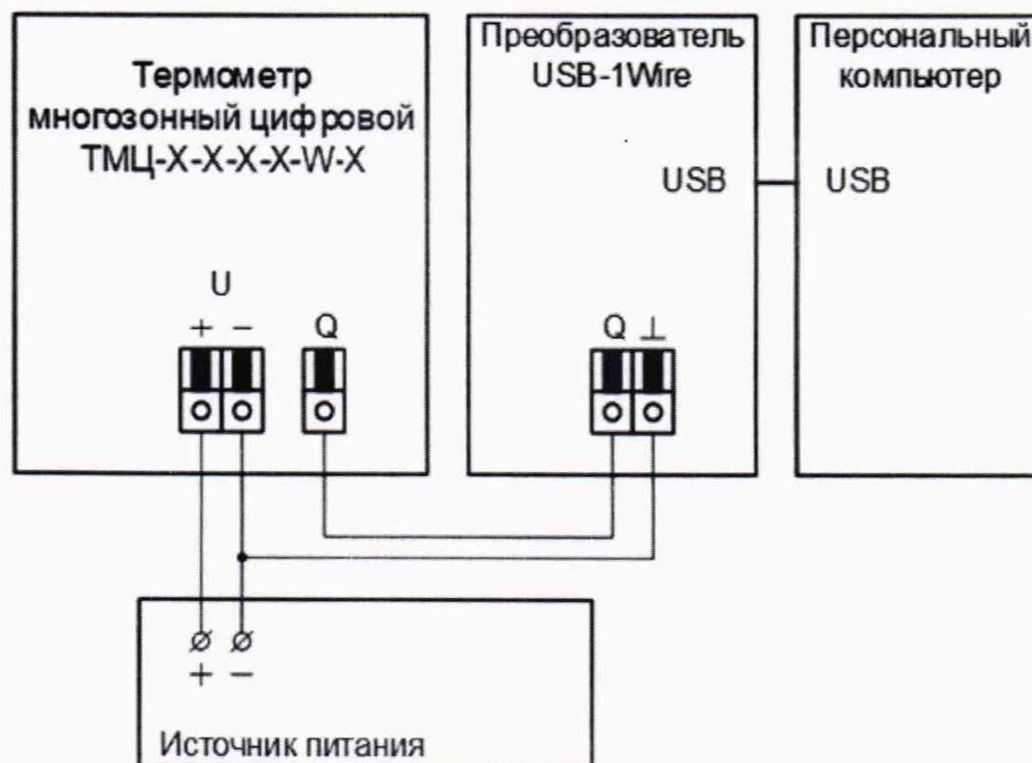 Термометр
многозонный цифровой
ТМЦ-Х-Х-Х-Х-W-Х
U
+ −
Q
Преобразователь
USB-1Wire
USB
Q ⊥
Персональный
компьютер
USB
+ −
Источник питания